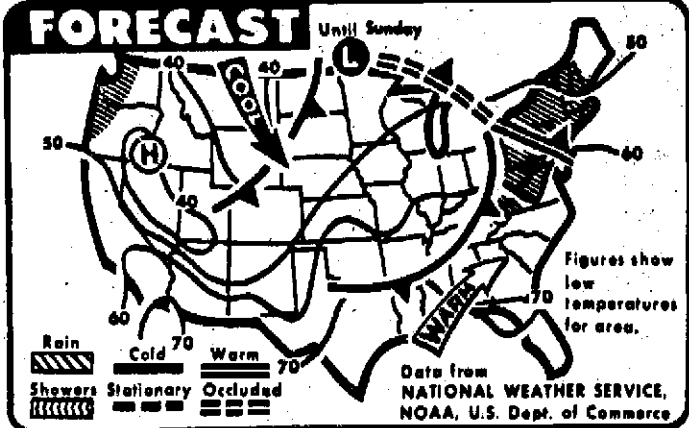 FORECAST
Until Sunday
40
40
50
COOL
L
50
H
60
40
Figures show
low
temperatures
for area.
60
70
70
70
WARM
Rain
Cold
Warm
Showers
Stationary
Occluded
Data from
NATIONAL WEATHER SERVICE,
NOAA, U.S. Dept. of Commerce